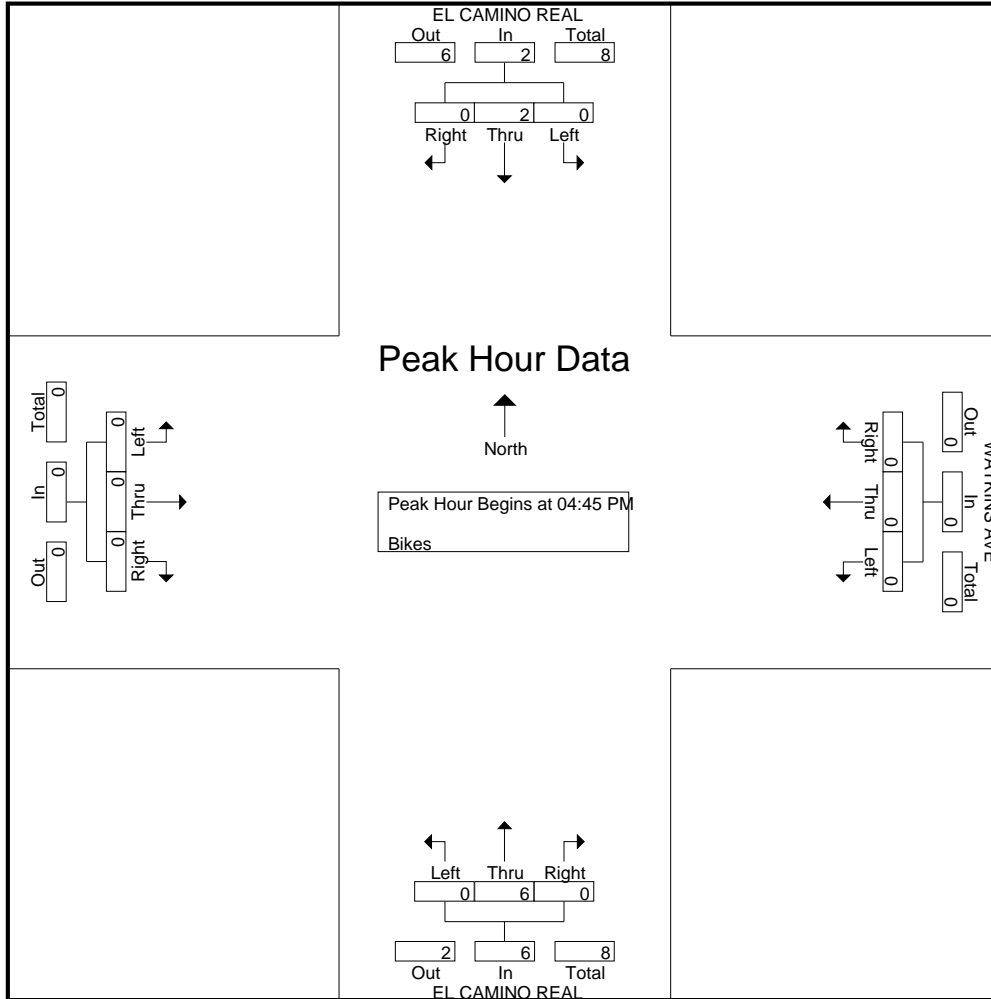 EL CAMINO REAL
Out In Total
6 2 8
0 2 0
Right Thru Left
Peak Hour Data
North
Peak Hour Begins at 04:45 PM
Bikes
Total 0
In 0
Out 0
Left 0
Thru 0
Right 0
Right 0
Thru 0
Left 0
Out 0
In 0
Total 0
WATKINS AVE
Left Thru Right
0 6 0
2 6 8
Out In Total
EL CAMINO REAL